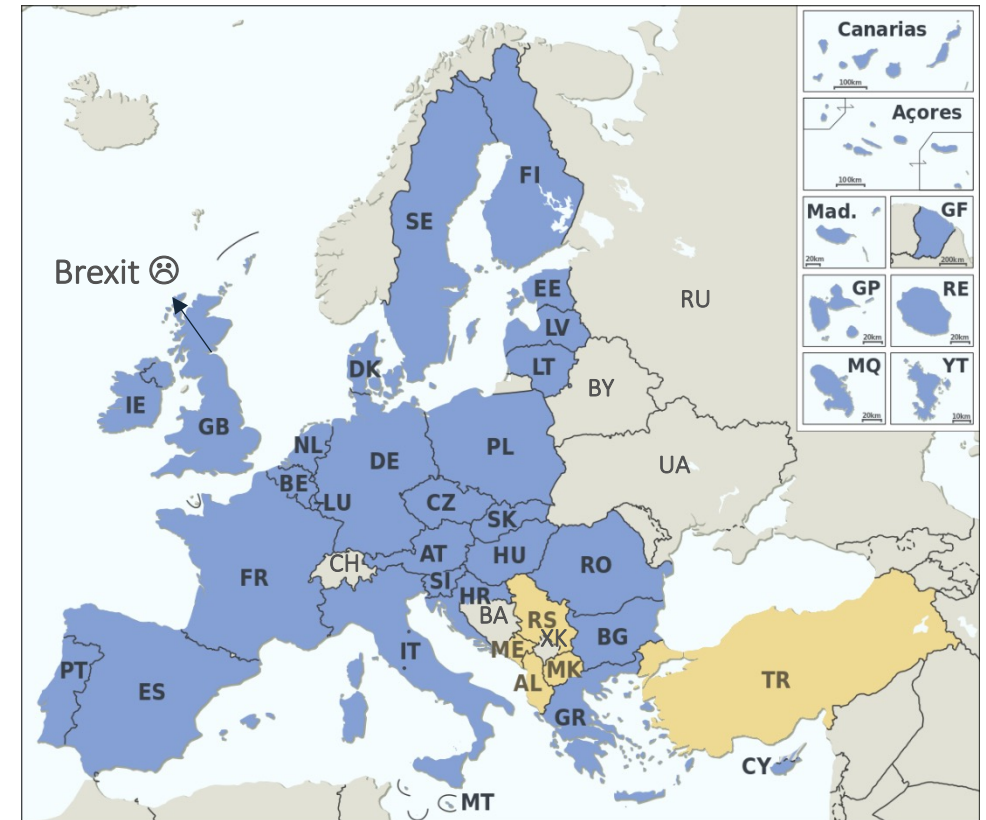 Canarias
100km
Açores
100km
Mad.
20km
GF
200km
GP
20km
RE
20km
MQ
20km
YT
10km
FI
SE
Brexit ☹
EE
RU
LV
LT
DK
BY
IE
GB
NL
DE
PL
UA
BE
LU
CZ
SK
AT
HU
CH
RO
FR
SI
HR
BA
RS
XK
BG
ME
IT
MK
PT
ES
AL
TR
GR
CY
MT